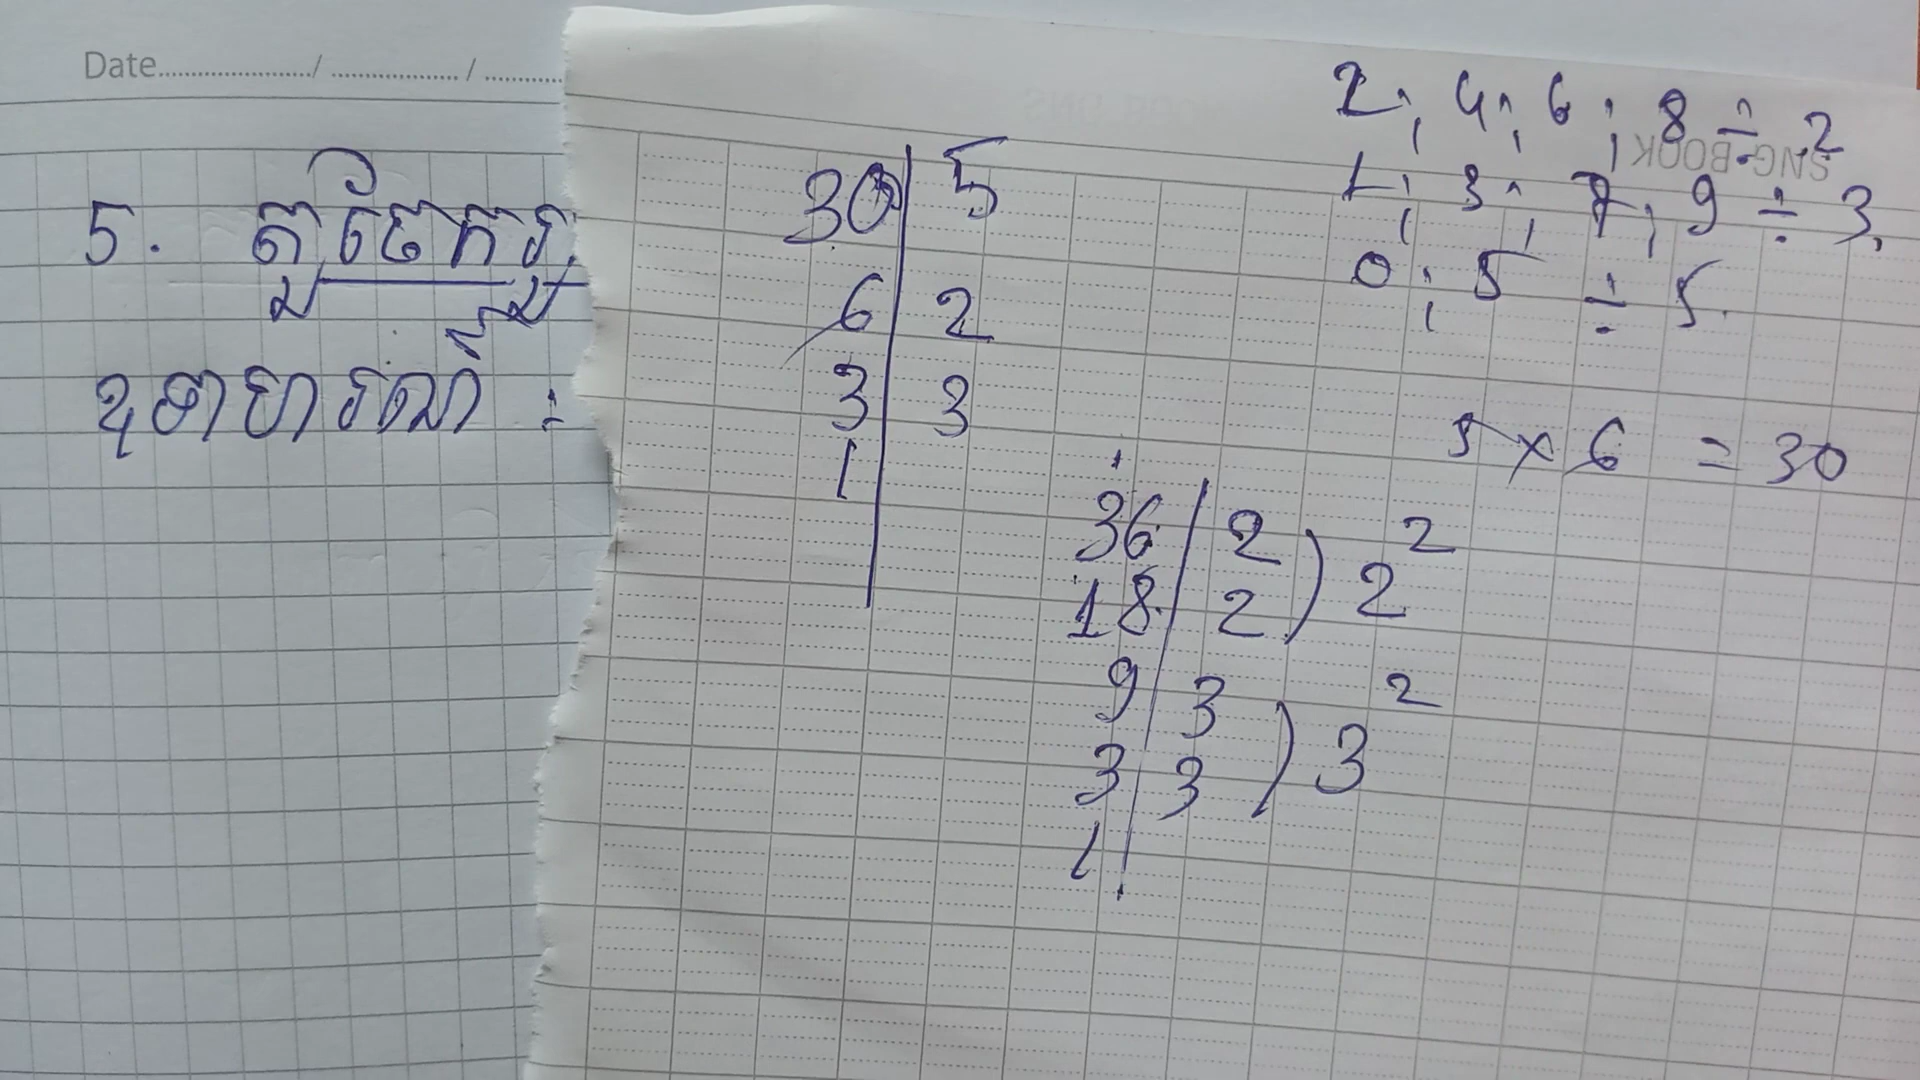 Date
5. តួចែករួម
ឧទាហរណ៍ :
2; 4; 6; 8 ÷ 2
SNG-BOOK
1; 3; 7; 9 ÷ 3,
0; 5 ÷ 5.
30 | 5
6 | 2
3 | 3
1
5 × 6 = 30
36 | 2
18 | 2 ) 2²
9 | 3
3 | 3 ) 3²
1